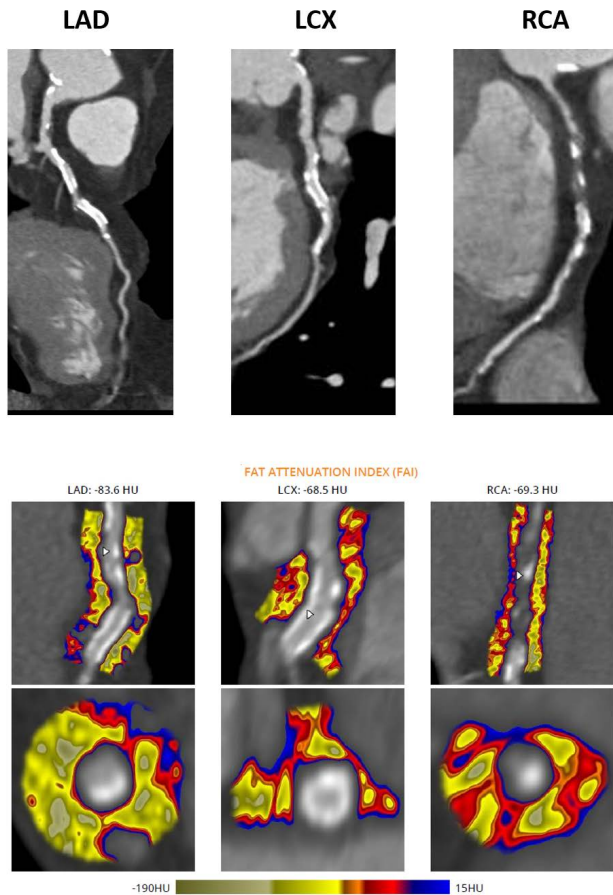 LAD LCX RCA
FAT ATTENUATION INDEX (FAI)
LAD: -83.6 HU LCX: -68.5 HU RCA: -69.3 HU
-190HU 15HU